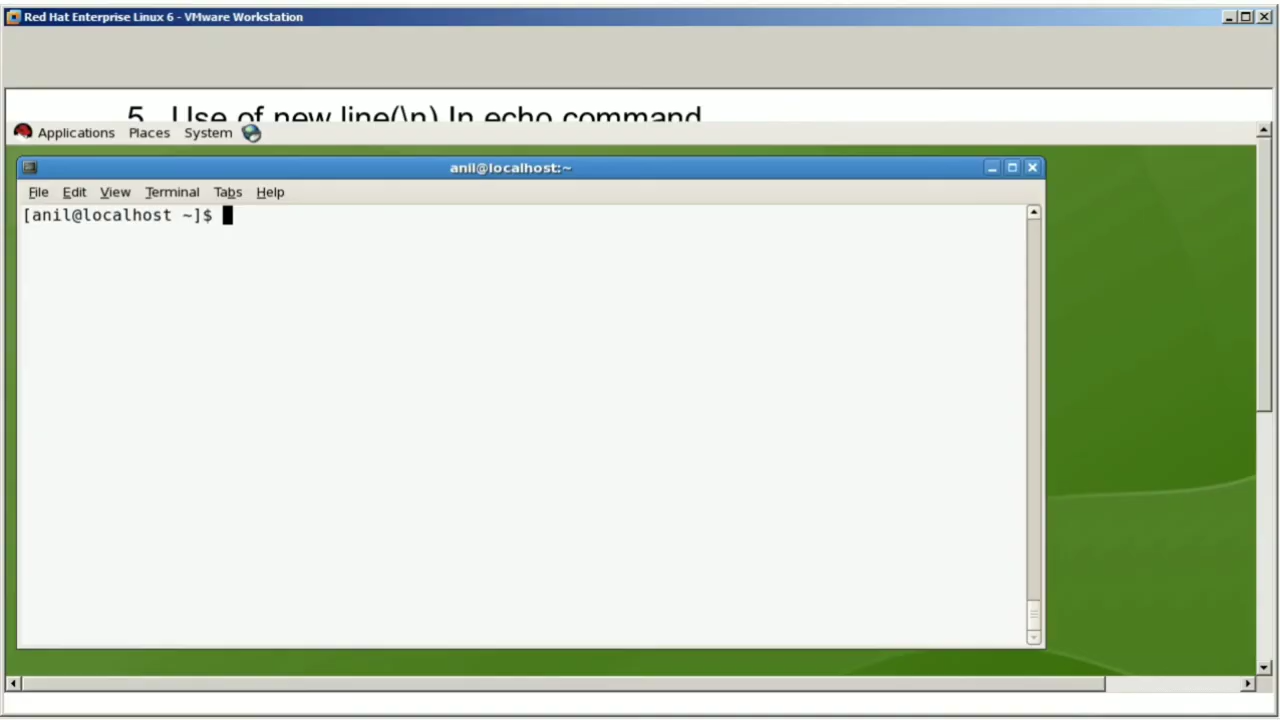 Red Hat Enterprise Linux 6 - VMware Workstation
5. Use of new line(\n) In echo command
Applications Places System
anil@localhost:~
File Edit View Terminal Tabs Help
[anil@localhost ~]$